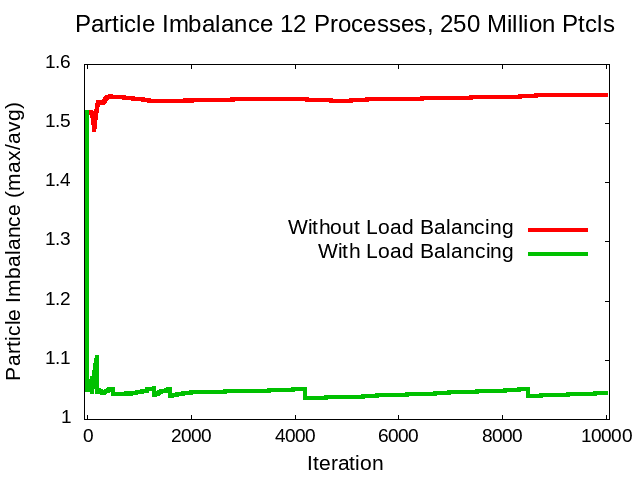 Particle Imbalance 12 Processes, 250 Million Ptcls
Particle Imbalance (max/avg)
1.6
1.5
1.4
1.3
1.2
1.1
1
Without Load Balancing
With Load Balancing
0 2000 4000 6000 8000 10000
Iteration